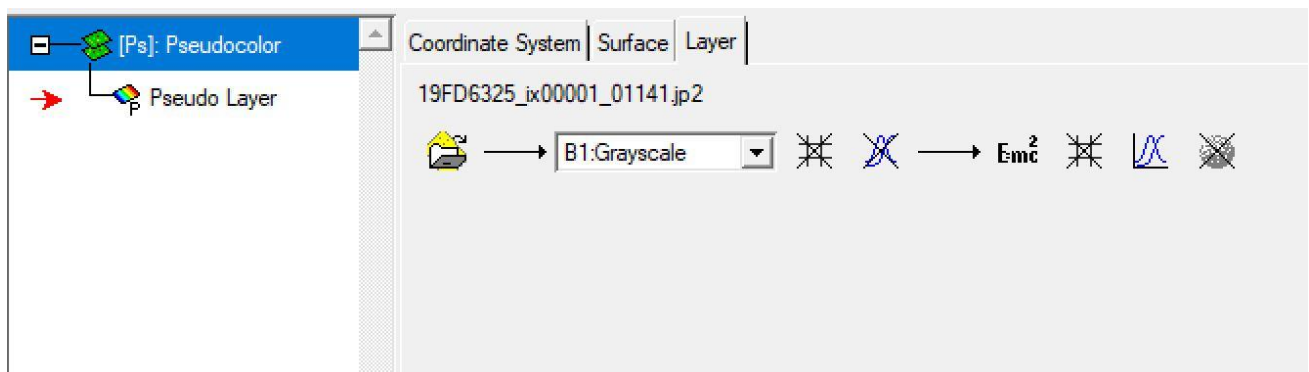 [Ps]: Pseudocolor
Pseudo Layer
Coordinate System Surface Layer
19FD6325_ix00001_01141.jp2
B1:Grayscale
E=mc²